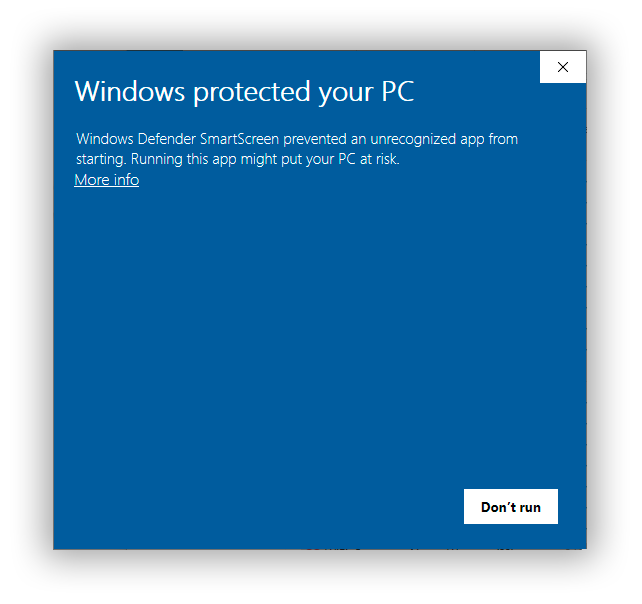 Windows protected your PC
Windows Defender SmartScreen prevented an unrecognized app from
starting. Running this app might put your PC at risk.
More info
Don't run